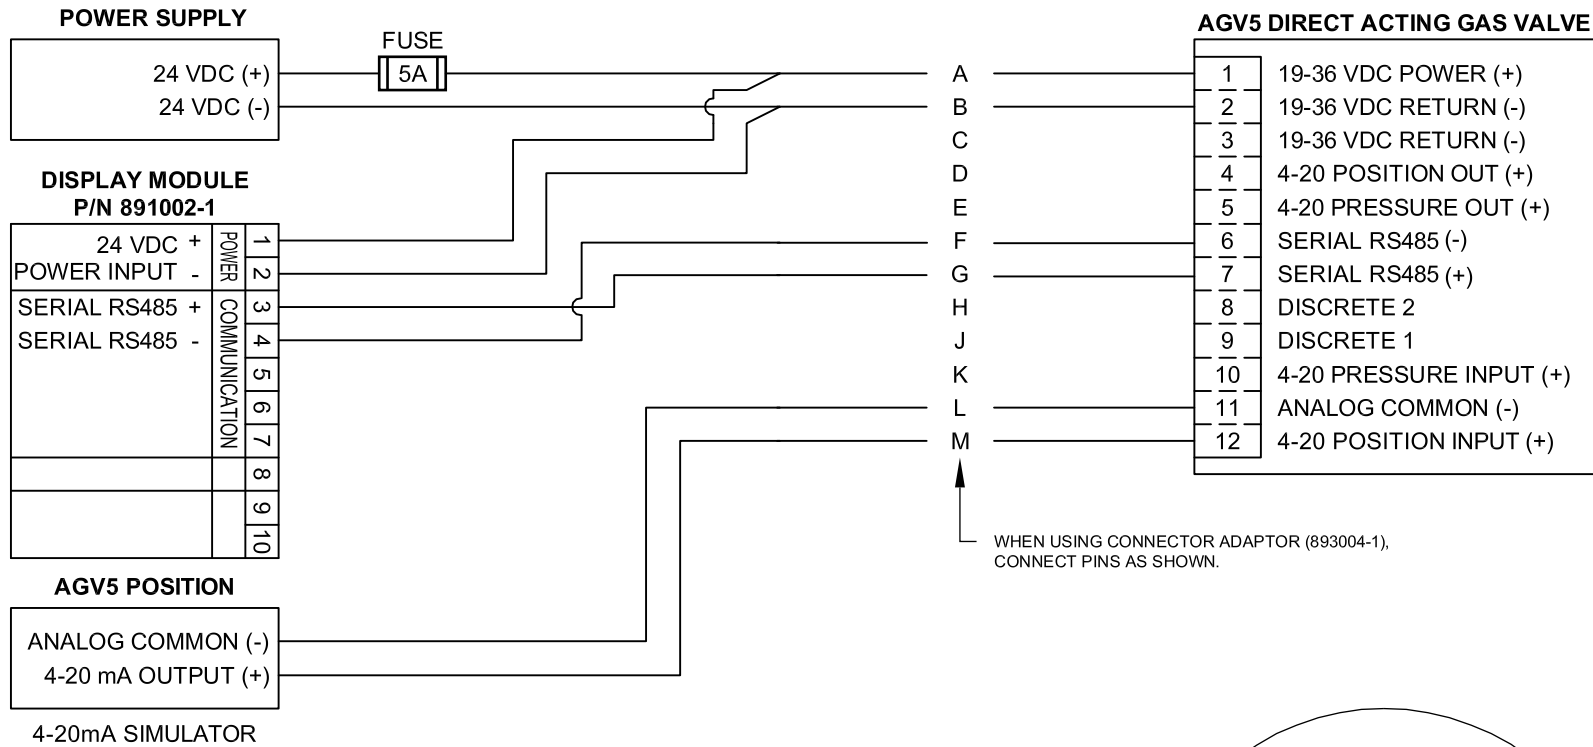 POWER SUPPLY
24 VDC (+)
24 VDC (-)
FUSE
5A
DISPLAY MODULE
P/N 891002-1
24 VDC +
POWER INPUT -
SERIAL RS485 +
SERIAL RS485 -
POWER
COMMUNICATION
1
2
3
4
5
6
7
8
9
10
AGV5 POSITION
ANALOG COMMON (-)
4-20 mA OUTPUT (+)
4-20mA SIMULATOR
A
B
C
D
E
F
G
H
J
K
L
M
WHEN USING CONNECTOR ADAPTOR (893004-1),
CONNECT PINS AS SHOWN.
AGV5 DIRECT ACTING GAS VALVE
1 19-36 VDC POWER (+)
2 19-36 VDC RETURN (-)
3 19-36 VDC RETURN (-)
4 4-20 POSITION OUT (+)
5 4-20 PRESSURE OUT (+)
6 SERIAL RS485 (-)
7 SERIAL RS485 (+)
8 DISCRETE 2
9 DISCRETE 1
10 4-20 PRESSURE INPUT (+)
11 ANALOG COMMON (-)
12 4-20 POSITION INPUT (+)